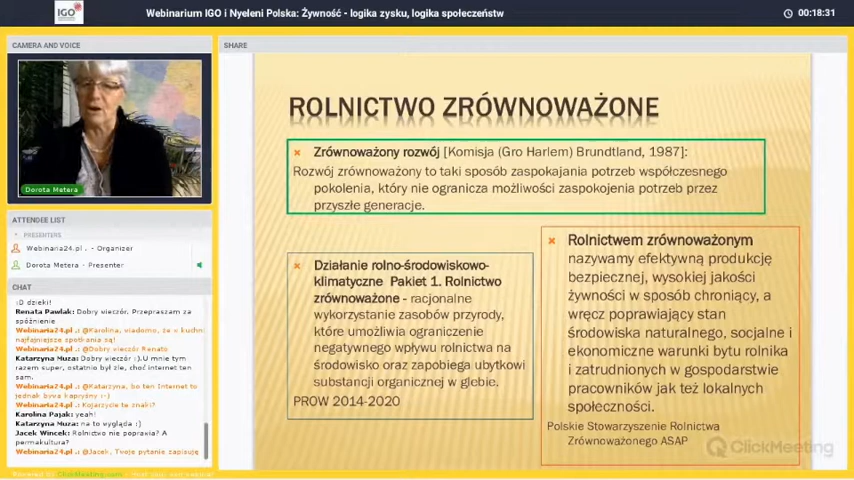 IGO
Webinarium IGO i Nyeleni Polska: Żywność - logika zysku, logika społeczeństw
00:18:31
CAMERA AND VOICE
Dorota Metera
ATTENDEE LIST
PRESENTERS
Webinaria24.pl . - Organizer
Dorota Metera - Presenter
CHAT
:D dzieki!
Renata Pawlak: Dobry wieczór. Przepraszam za
spóźnienie
Webinaria24.pl .: @Karolina, viadomo, że w kuchni
najfajniejsze spotkania są!
Webinaria24.pl .: @Dobry wieczór Renato
Katarzyna Muza: Dobry wieczór :).U mnie tym
razem super, ostatnio był zle, choć internet ten
sam.
Webinaria24.pl .: @Katarzyna, bo ten Internet to
jednak bywa kapryśny :-)
Webinaria24.pl .: Kojarzycie te znaki?
Karolina Pająk: yeah!
Katarzyna Muza: na to wygląda :)
Jacek Wincek: Rolnictwo nie poprawia? A
permakultura?
Webinaria24.pl .: @Jacek, Twoje pytanie zapisuję
Powered by ClickMeeting.com
SHARE
ROLNICTWO ZRÓWNOWAŻONE
Zrównoważony rozwój [Komisja (Gro Harlem) Brundtland, 1987]:
Rozwój zrównoważony to taki sposób zaspokajania potrzeb współczesnego
pokolenia, który nie ogranicza możliwości zaspokojenia potrzeb przez
przyszłe generacje.
Działanie rolno-środowiskowo-
klimatyczne Pakiet 1. Rolnictwo
zrównoważone - racjonalne
wykorzystanie zasobów przyrody,
które umożliwia ograniczenie
negatywnego wpływu rolnictwa na
środowisko oraz zapobiega ubytkowi
substancji organicznej w glebie.
PROW 2014-2020
Rolnictwem zrównoważonym
nazywamy efektywną produkcję
bezpiecznej, wysokiej jakości
żywności w sposób chroniący, a
wręcz poprawiający stan
środowiska naturalnego, socjalne i
ekonomiczne warunki bytu rolnika
i zatrudnionych w gospodarstwie
pracowników jak też lokalnych
społeczności.
Polskie Stowarzyszenie Rolnictwa
Zrównoważonego ASAP
ClickMeeting